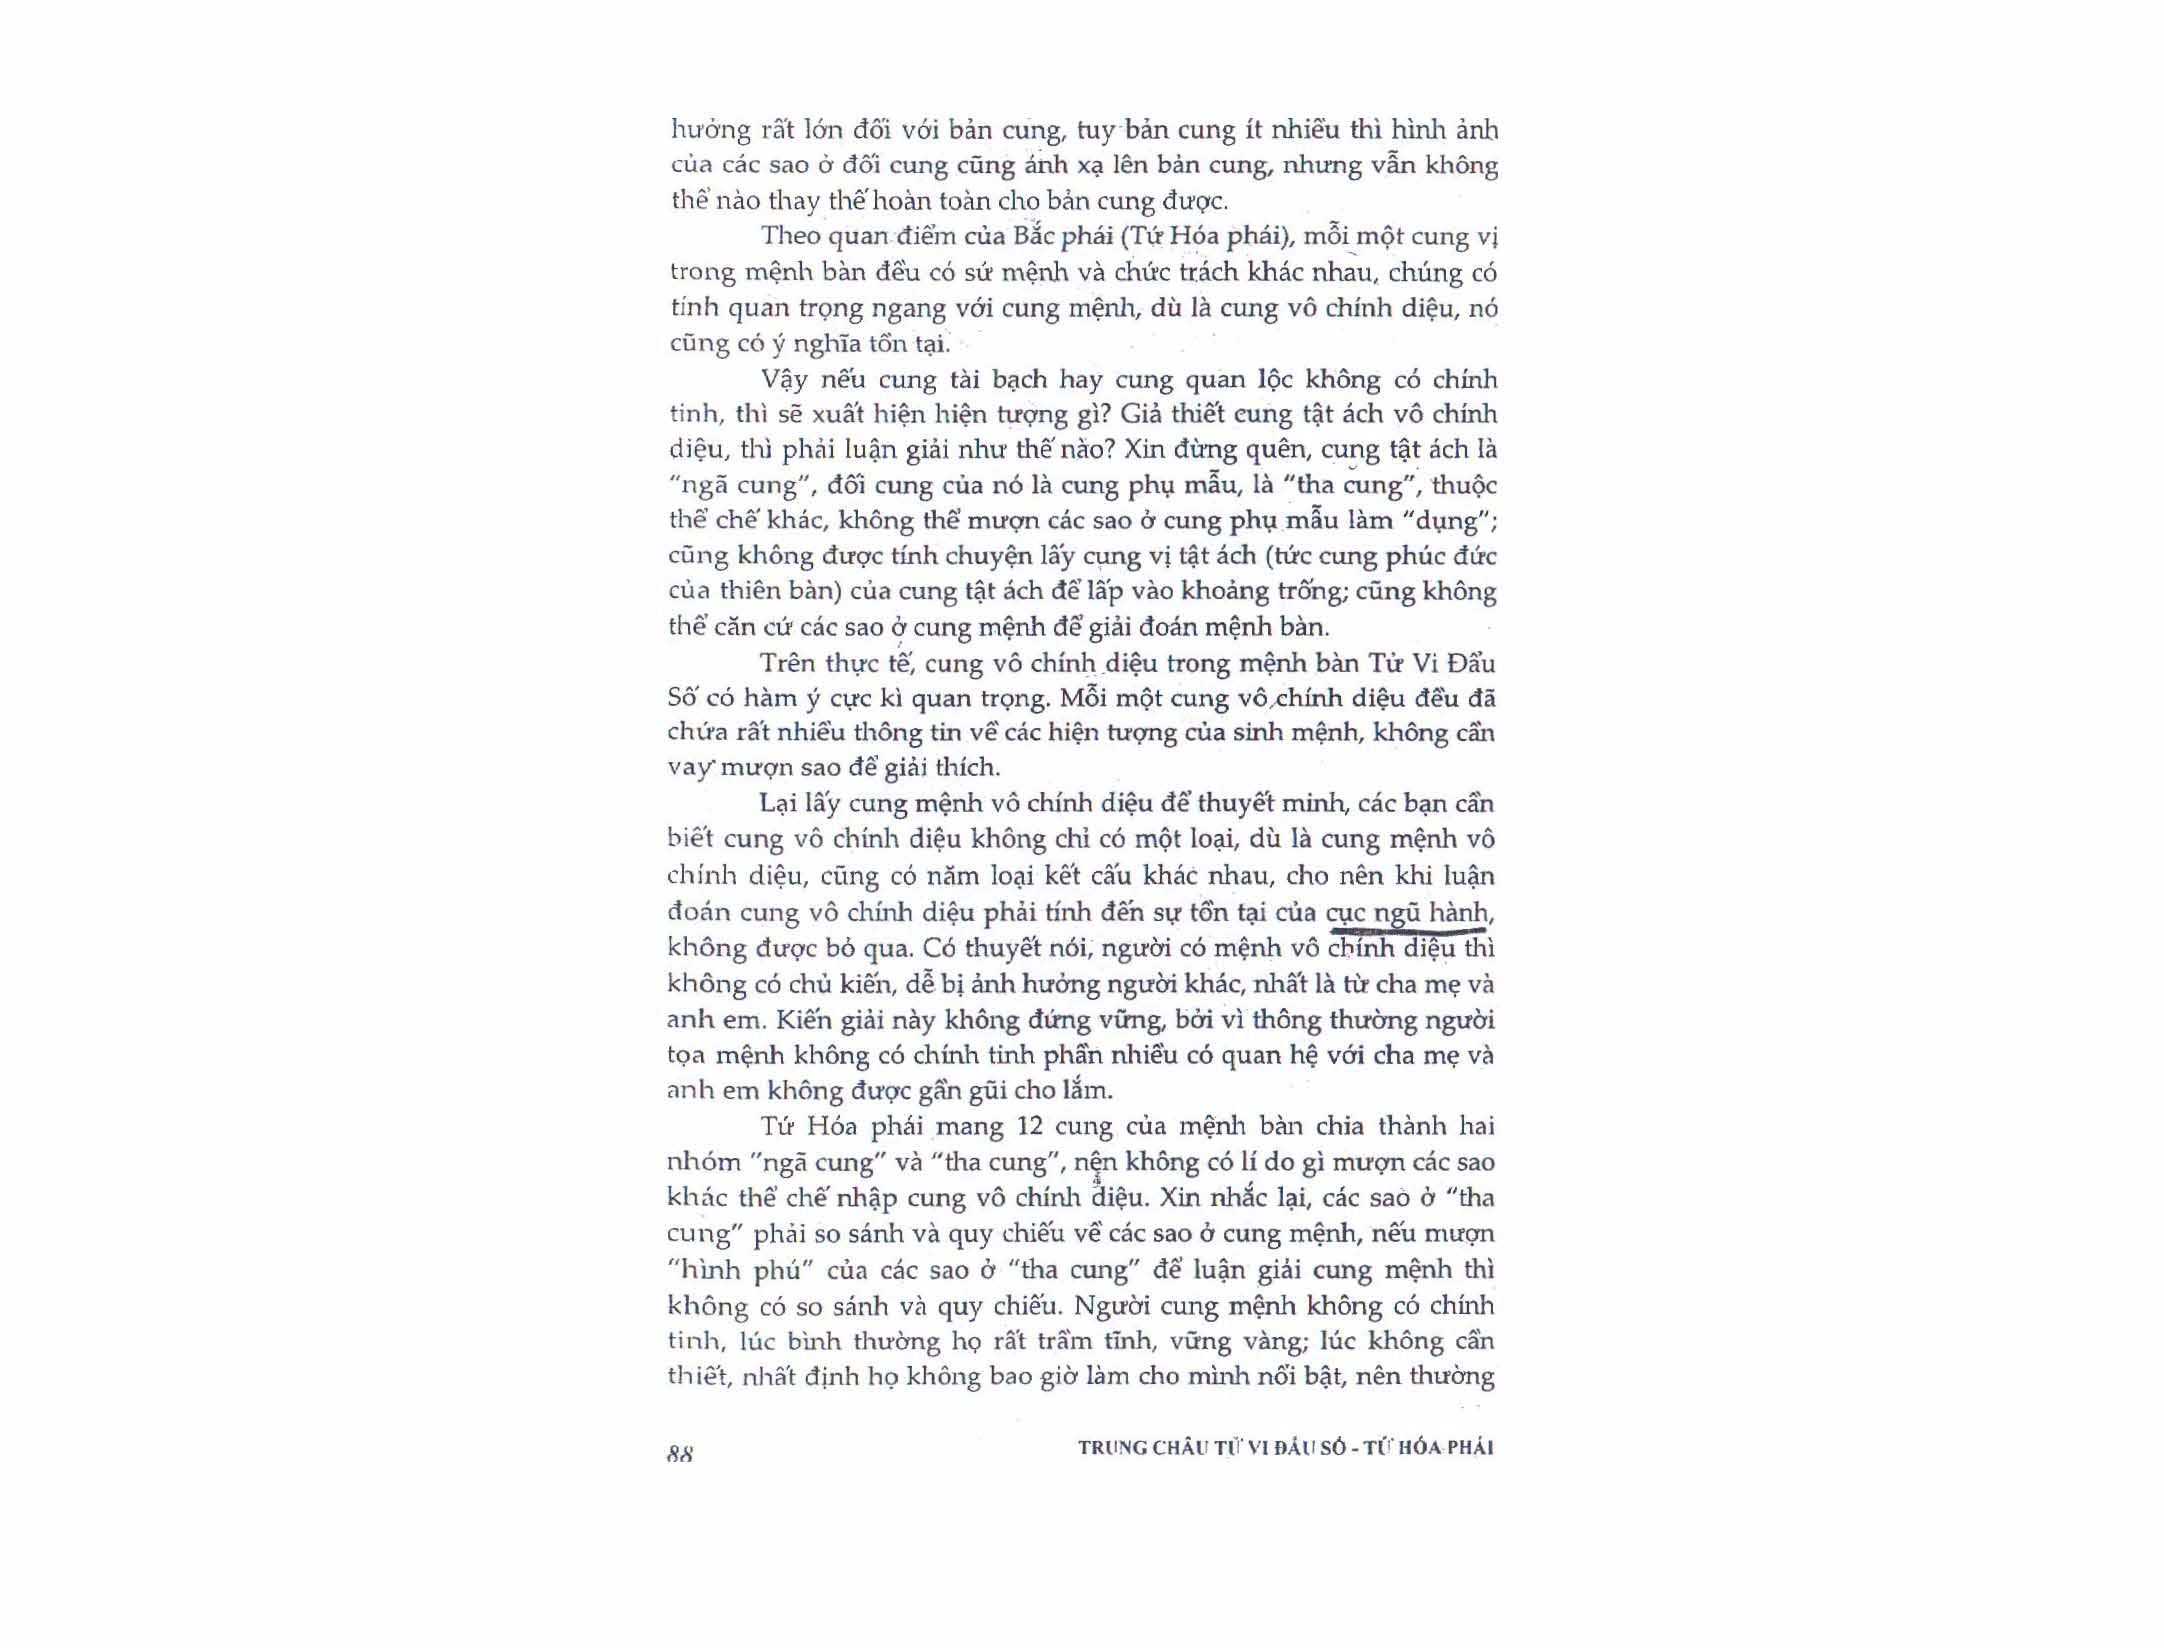 hưởng rất lớn đối với bản cung, tuy bản cung ít nhiều thì hình ảnh
của các sao ở đối cung cũng ánh xạ lên bản cung, nhưng vẫn không
thể nào thay thế hoàn toàn cho bản cung được.
Theo quan điểm của Bắc phái (Tứ Hóa phái), mỗi một cung vị
trong mệnh bàn đều có sứ mệnh và chức trách khác nhau, chúng có
tính quan trọng ngang với cung mệnh, dù là cung vô chính diệu, nó
cũng có ý nghĩa tồn tại.
Vậy nếu cung tài bạch hay cung quan lộc không có chính
tinh, thì sẽ xuất hiện hiện tượng gì? Giả thiết cung tật ách vô chính
diệu, thì phải luận giải như thế nào? Xin đừng quên, cung tật ách là
"ngã cung", đối cung của nó là cung phụ mẫu, là "tha cung", thuộc
thể chế khác, không thể mượn các sao ở cung phụ mẫu làm "dụng";
cũng không được tính chuyện lấy cung vị tật ách (tức cung phúc đức
của thiên bàn) của cung tật ách để lấp vào khoảng trống; cũng không
thể căn cứ các sao ở cung mệnh để giải đoán mệnh bàn.
Trên thực tế, cung vô chính diệu trong mệnh bàn Tử Vi Đẩu
Số có hàm ý cực kì quan trọng. Mỗi một cung vô chính diệu đều đã
chứa rất nhiều thông tin về các hiện tượng của sinh mệnh, không cần
vay mượn sao để giải thích.
Lại lấy cung mệnh vô chính diệu để thuyết minh, các bạn cần
biết cung vô chính diệu không chỉ có một loại, dù là cung mệnh vô
chính diệu, cũng có năm loại kết cấu khác nhau, cho nên khi luận
đoán cung vô chính diệu phải tính đến sự tồn tại của cục ngũ hành,
không được bỏ qua. Có thuyết nói, người có mệnh vô chính diệu thì
không có chủ kiến, dễ bị ảnh hưởng người khác, nhất là từ cha mẹ và
anh em. Kiến giải này không đứng vững, bởi vì thông thường người
tọa mệnh không có chính tinh phần nhiều có quan hệ với cha mẹ và
anh em không được gần gũi cho lắm.
Tứ Hóa phái mang 12 cung của mệnh bàn chia thành hai
nhóm "ngã cung" và "tha cung", nên không có lí do gì mượn các sao
khác thể chế nhập cung vô chính diệu. Xin nhắc lại, các sao ở "tha
cung" phải so sánh và quy chiếu về các sao ở cung mệnh, nếu mượn
"hình phú" của các sao ở "tha cung" để luận giải cung mệnh thì
không có so sánh và quy chiếu. Người cung mệnh không có chính
tinh, lúc bình thường họ rất trầm tĩnh, vững vàng; lúc không cần
thiết, nhất định họ không bao giờ làm cho mình nổi bật, nên thường
88
TRUNG CHÂU TỬ VI ĐẨU SỐ - TỨ HÓA PHÁI